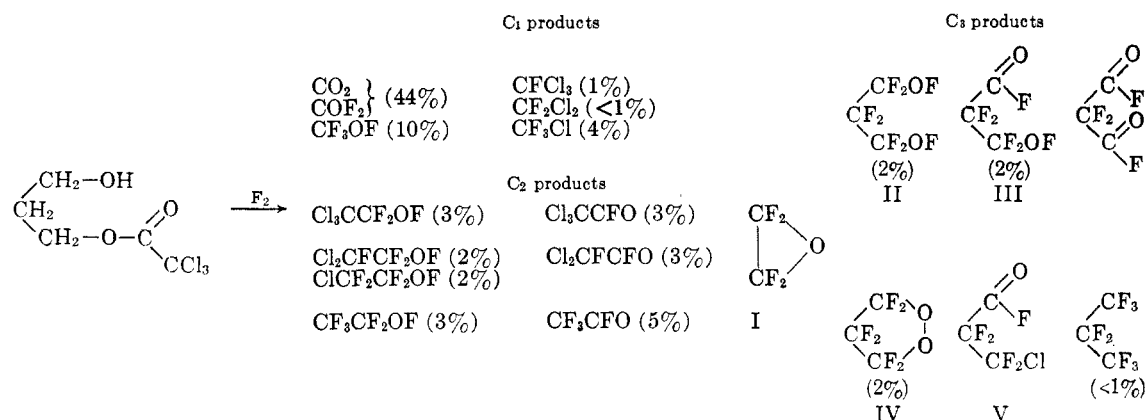 C₁ products
C₃ products
CO₂
COF₂ } (44%)
CF₃OF (10%)
CFCl₃ (1%)
CF₂Cl₂ (<1%)
CF₃Cl (4%)
CF₂OF
CF₂
CF₂OF
(2%)
II
O
C
F
CF₂
CF₂OF
(2%)
III
O
C
F
CF₂
O
C
F
CH₂—OH
CH₂
CH₂—O—C
O
CCl₃
F₂
C₂ products
Cl₃CCF₂OF (3%)
Cl₃CCFO (3%)
Cl₂CFCF₂OF (2%)
Cl₂CFCFO (3%)
ClCF₂CF₂OF (2%)
CF₃CF₂OF (3%)
CF₃CFO (5%)
CF₂
O
CF₂
I
CF₂
O
CF₂
O
CF₂
(2%)
IV
O
C
F
CF₂
CF₂Cl
V
CF₃
CF₂
CF₃
(<1%)